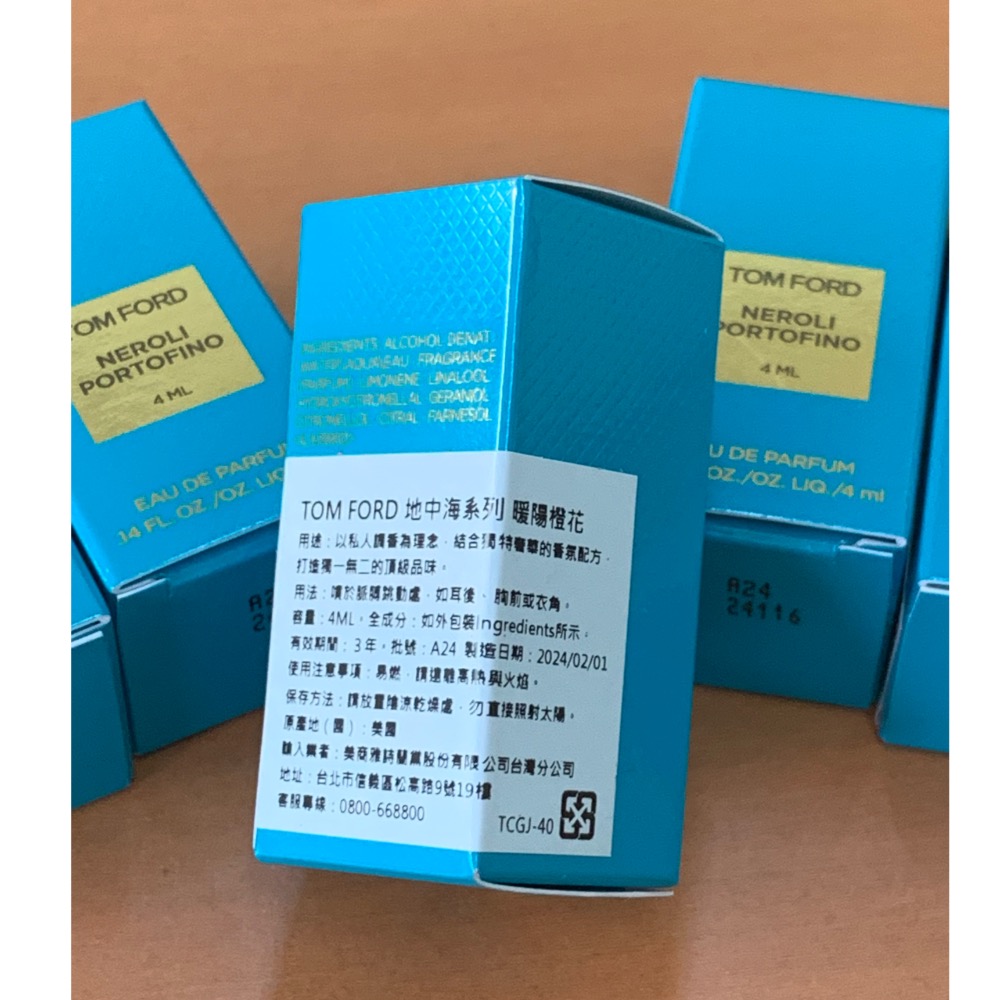 TOM FORD
NEROLI
PORTOFINO
4 ML
EAU DE PARFUM
.14 FL. OZ./OZ. LIQ
A2
INGREDIENTS ALCOHOL DENAT
FRAGRANCE
LIMONENE LINALOOL
GERANIOL
CITRAL FARNESOL
TOM FORD 地中海系列 暖陽橙花
用途：以私人調香為理念，結合獨特奢華的香氛配方，
打造獨一無二的頂級品味。
用法：噴於脈搏跳動處，如耳後、胸前或衣角。
容量：4ML。全成分：如外包裝Ingredients所示。
有效期間：3年。批號：A24 製造日期：2024/02/01
使用注意事項：易燃，請遠離高熱與火焰。
保存方法：請放置陰涼乾燥處，勿直接照射太陽。
原產地（國）：美國
輸入業者：美商雅詩蘭黛股份有限公司台灣分公司
地址：台北市信義區松高路9號19樓
客服專線：0800-668800
TCGJ-40
TOM FORD
NEROLI
PORTOFINO
4 ML
U DE PARFUM
OZ./OZ. LIQ./4 ml
A24
24116